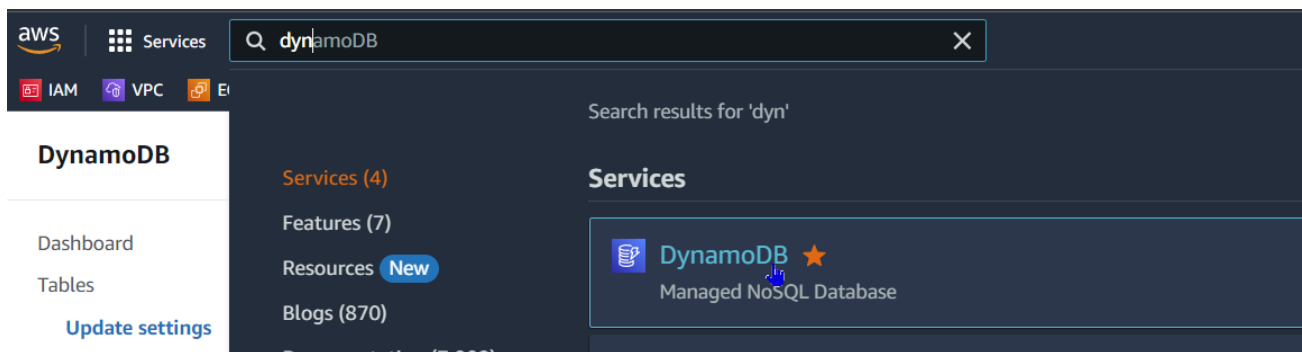 aws Services dynamoDB
IAM VPC
Search results for 'dyn'
DynamoDB
Services (4)
Services
Features (7)
Dashboard
DynamoDB
Resources New
Tables
Managed NoSQL Database
Blogs (870)
Update settings